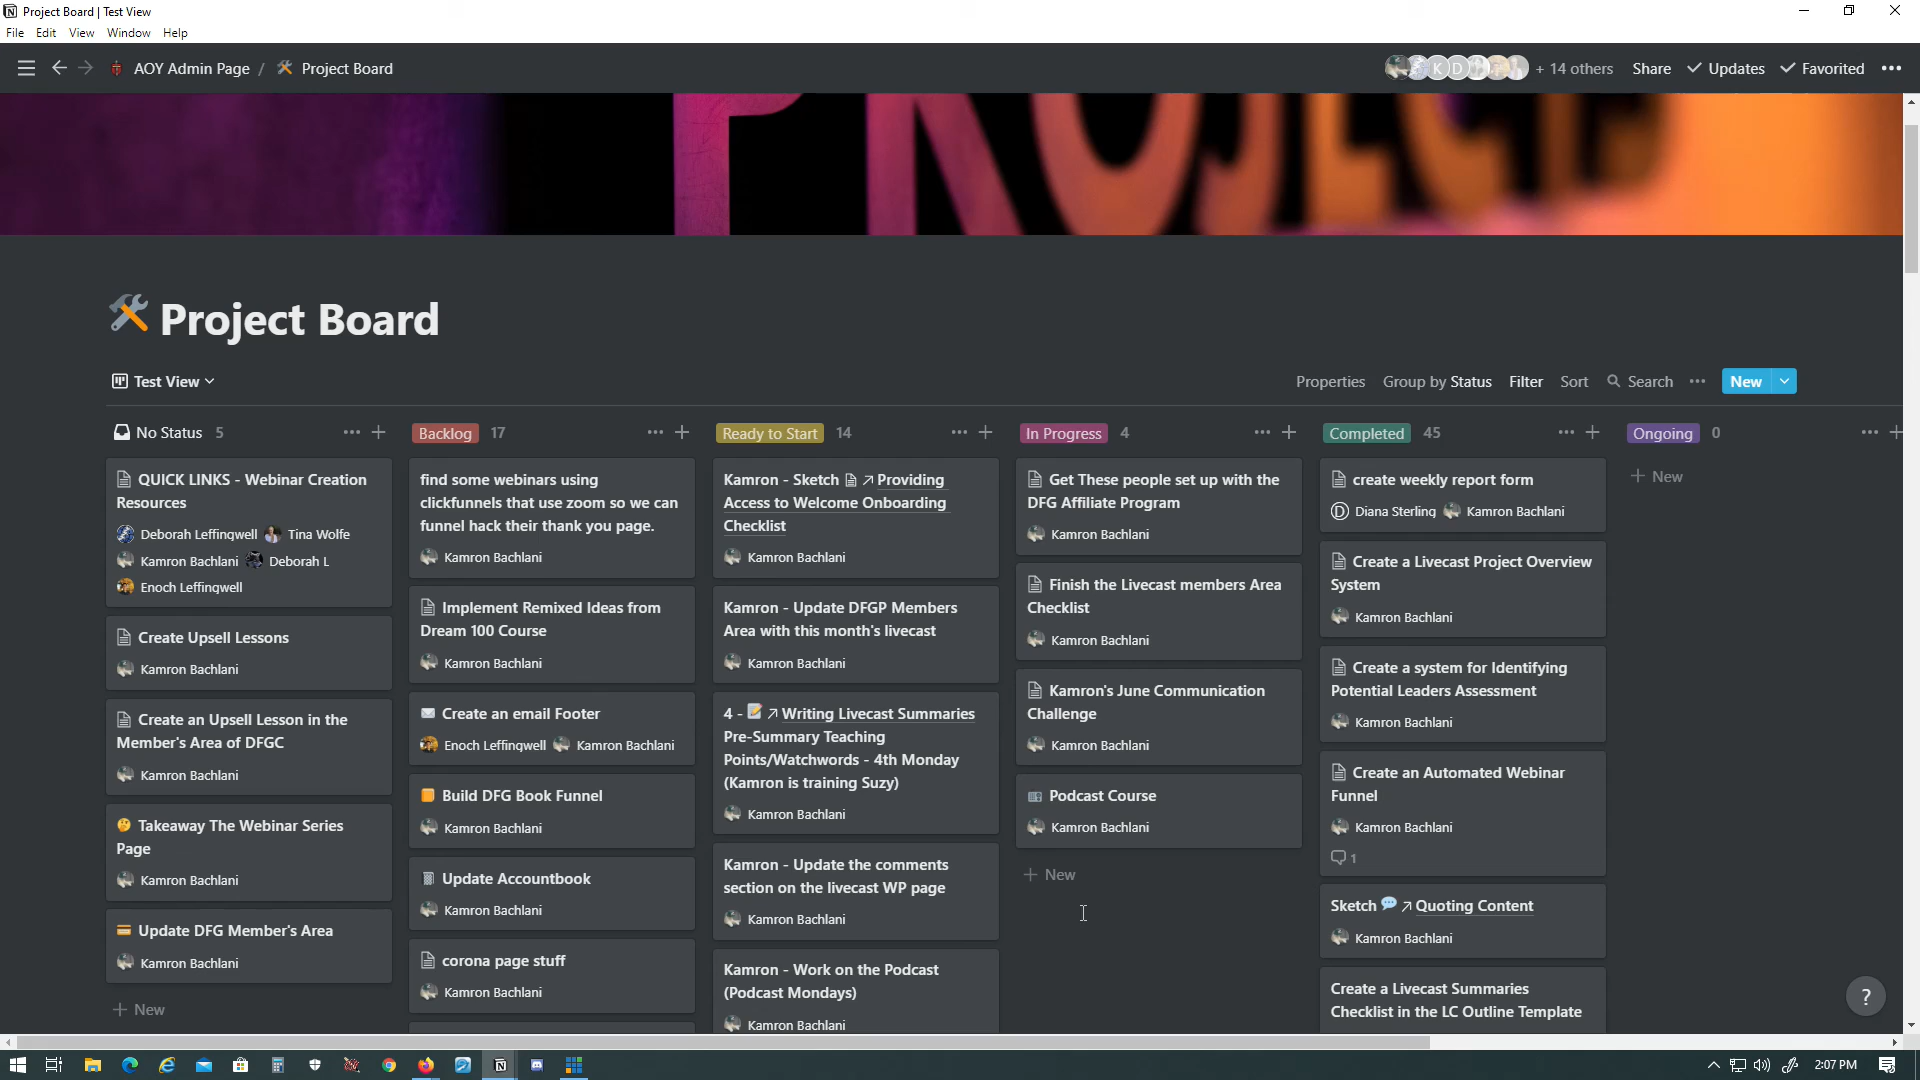 Project Board | Test View
File Edit View Window Help
AOY Admin Page / Project Board
K D + 14 others Share Updates Favorited
PROJECTS
Project Board
Test View
Properties Group by Status Filter Sort Search New
No Status 5
QUICK LINKS - Webinar Creation
Resources
Deborah Leffingwell Tina Wolfe
Kamron Bachlani Deborah L
Enoch Leffingwell
Create Upsell Lessons
Kamron Bachlani
Create an Upsell Lesson in the
Member's Area of DFGC
Kamron Bachlani
Takeaway The Webinar Series
Page
Kamron Bachlani
Update DFG Member's Area
Kamron Bachlani
New
Backlog 17
find some webinars using
clickfunnels that use zoom so we can
funnel hack their thank you page.
Kamron Bachlani
Implement Remixed Ideas from
Dream 100 Course
Kamron Bachlani
Create an email Footer
Enoch Leffingwell Kamron Bachlani
Build DFG Book Funnel
Kamron Bachlani
Update Accountbook
Kamron Bachlani
corona page stuff
Kamron Bachlani
Ready to Start 14
Kamron - Sketch Providing
Access to Welcome Onboarding
Checklist
Kamron Bachlani
Kamron - Update DFGP Members
Area with this month's livecast
Kamron Bachlani
4 - Writing Livecast Summaries
Pre-Summary Teaching
Points/Watchwords - 4th Monday
(Kamron is training Suzy)
Kamron Bachlani
Kamron - Update the comments
section on the livecast WP page
Kamron Bachlani
Kamron - Work on the Podcast
(Podcast Mondays)
Kamron Bachlani
In Progress 4
Get These people set up with the
DFG Affiliate Program
Kamron Bachlani
Finish the Livecast members Area
Checklist
Kamron Bachlani
Kamron's June Communication
Challenge
Kamron Bachlani
Podcast Course
Kamron Bachlani
New
Completed 45
create weekly report form
D Diana Sterling Kamron Bachlani
Create a Livecast Project Overview
System
Kamron Bachlani
Create a system for Identifying
Potential Leaders Assessment
Kamron Bachlani
Create an Automated Webinar
Funnel
Kamron Bachlani
1
Sketch Quoting Content
Kamron Bachlani
Create a Livecast Summaries
Checklist in the LC Outline Template
Ongoing 0
New
?
2:07 PM